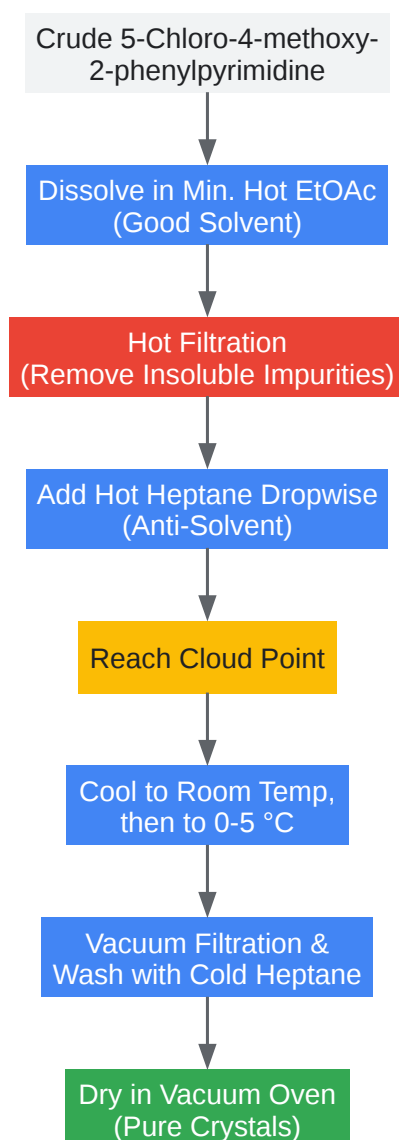 Crude 5-Chloro-4-methoxy-
2-phenylpyrimidine
Dissolve in Min. Hot EtOAc
(Good Solvent)
Hot Filtration
(Remove Insoluble Impurities)
Add Hot Heptane Dropwise
(Anti-Solvent)
Reach Cloud Point
Cool to Room Temp,
then to 0-5 °C
Vacuum Filtration &
Wash with Cold Heptane
Dry in Vacuum Oven
(Pure Crystals)